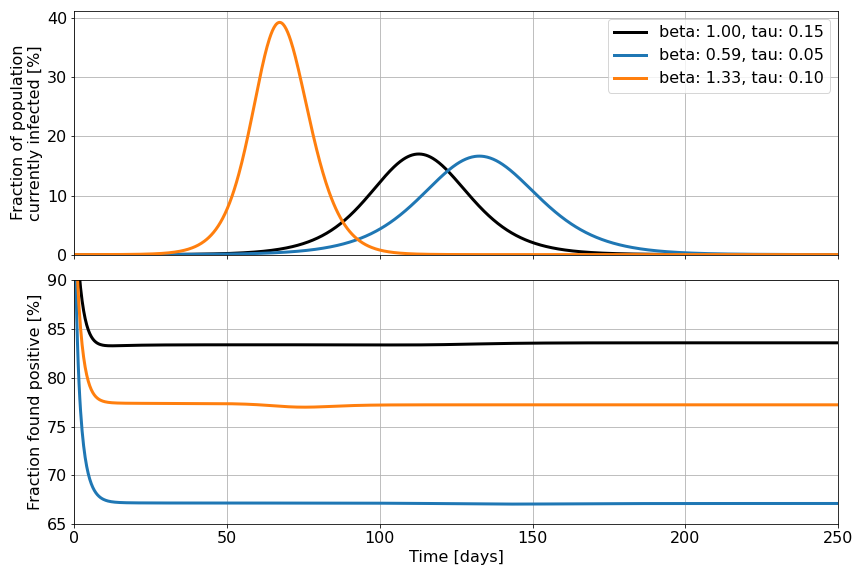 Fraction of population
currently infected [%]
40
30
20
10
0
beta: 1.00, tau: 0.15
beta: 0.59, tau: 0.05
beta: 1.33, tau: 0.10
Fraction found positive [%]
90
85
80
75
70
65
0 50 100 150 200 250
Time [days]